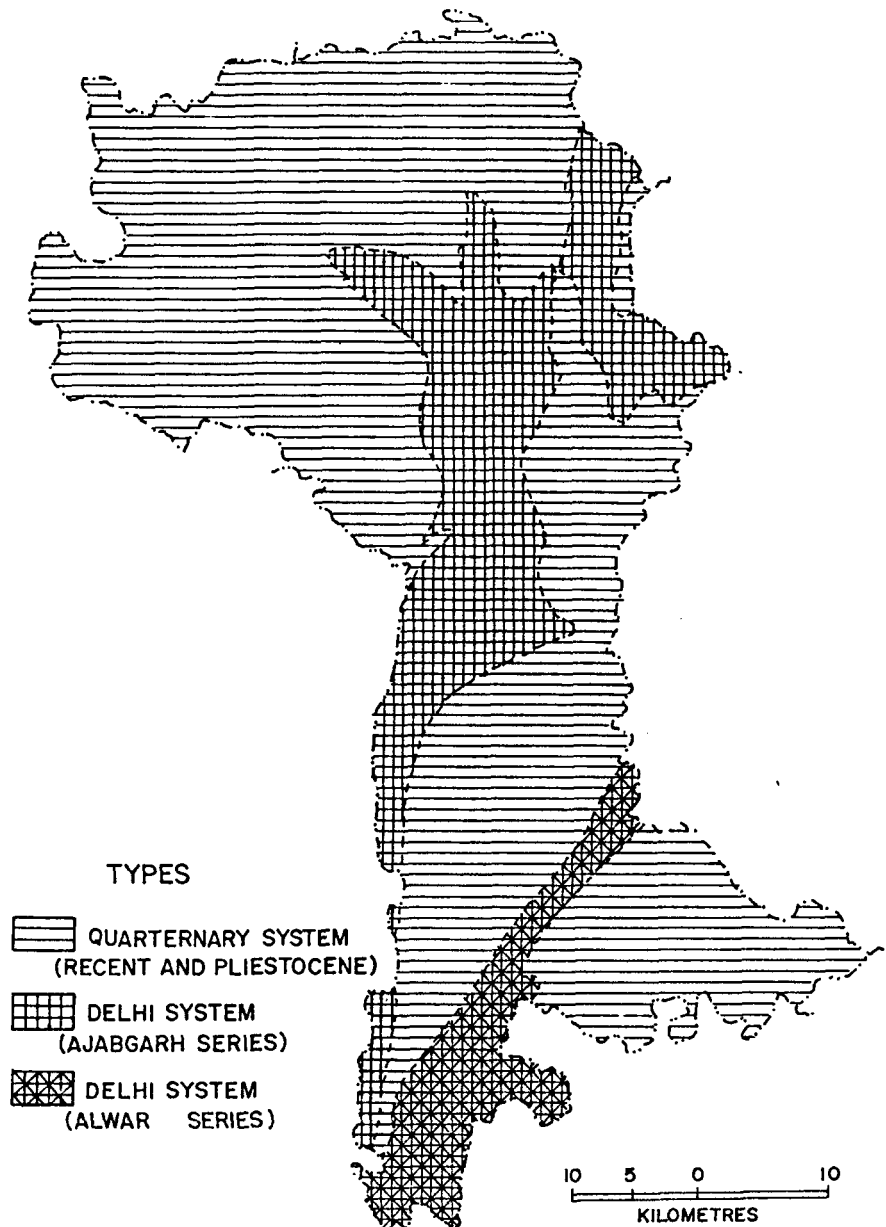 TYPES
QUARTERNARY SYSTEM
(RECENT AND PLIESTOCENE)
DELHI SYSTEM
(AJABGARH SERIES)
DELHI SYSTEM
(ALWAR SERIES)
10 5 0 10
KILOMETRES